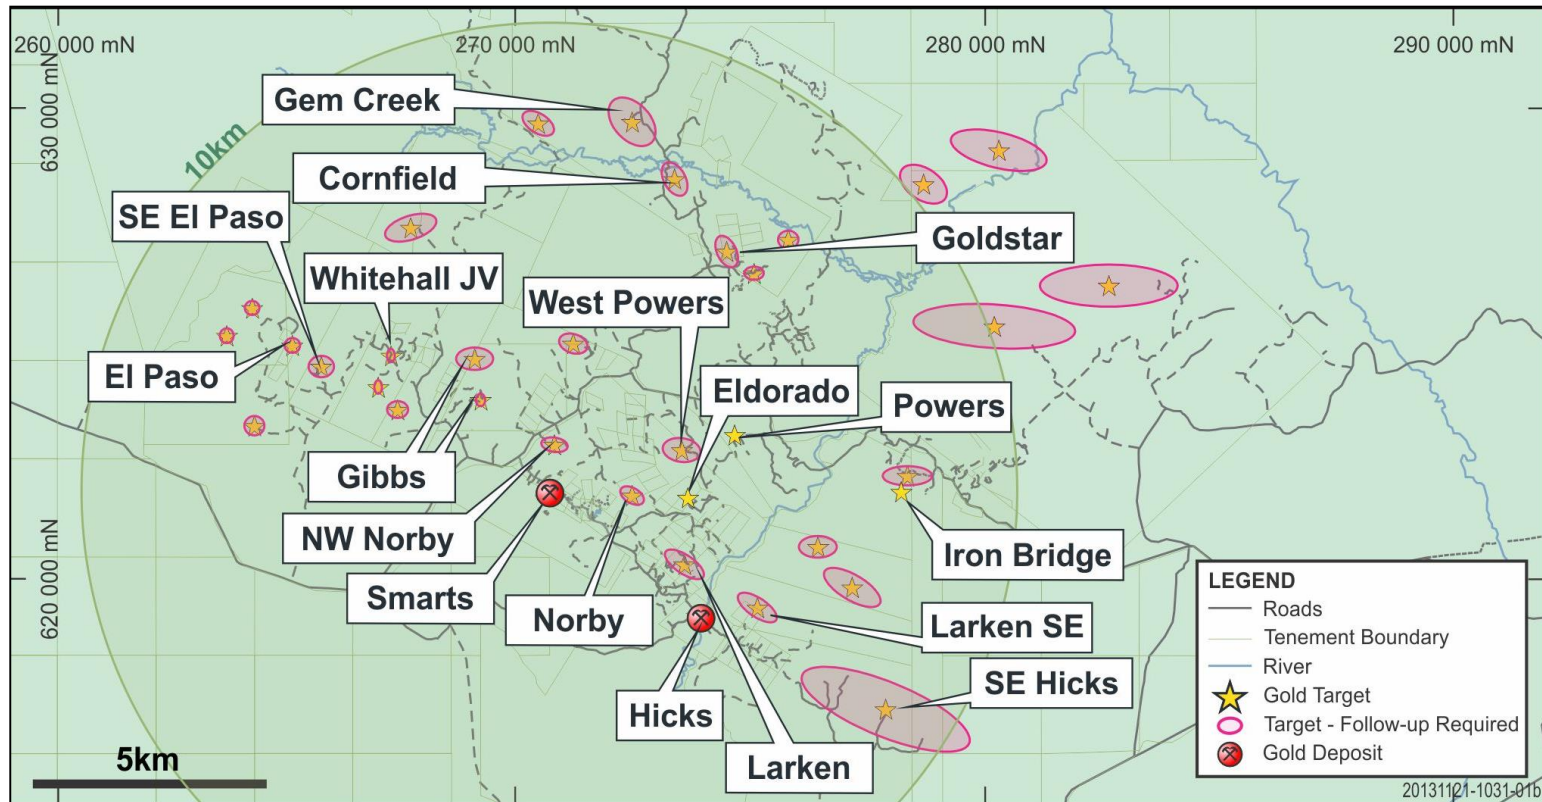 260 000 mN
270 000 mN
280 000 mN
290 000 mN
630 000 mN
10km
Gem Creek
Cornfield
SE El Paso
Goldstar
Whitehall JV
West Powers
El Paso
Eldorado
Powers
Gibbs
NW Norby
Iron Bridge
620 000 mN
Smarts
Norby
Larken SE
SE Hicks
Hicks
Larken
5km
LEGEND
Roads
Tenement Boundary
River
Gold Target
Target - Follow-up Required
Gold Deposit
20131121-1031-01b